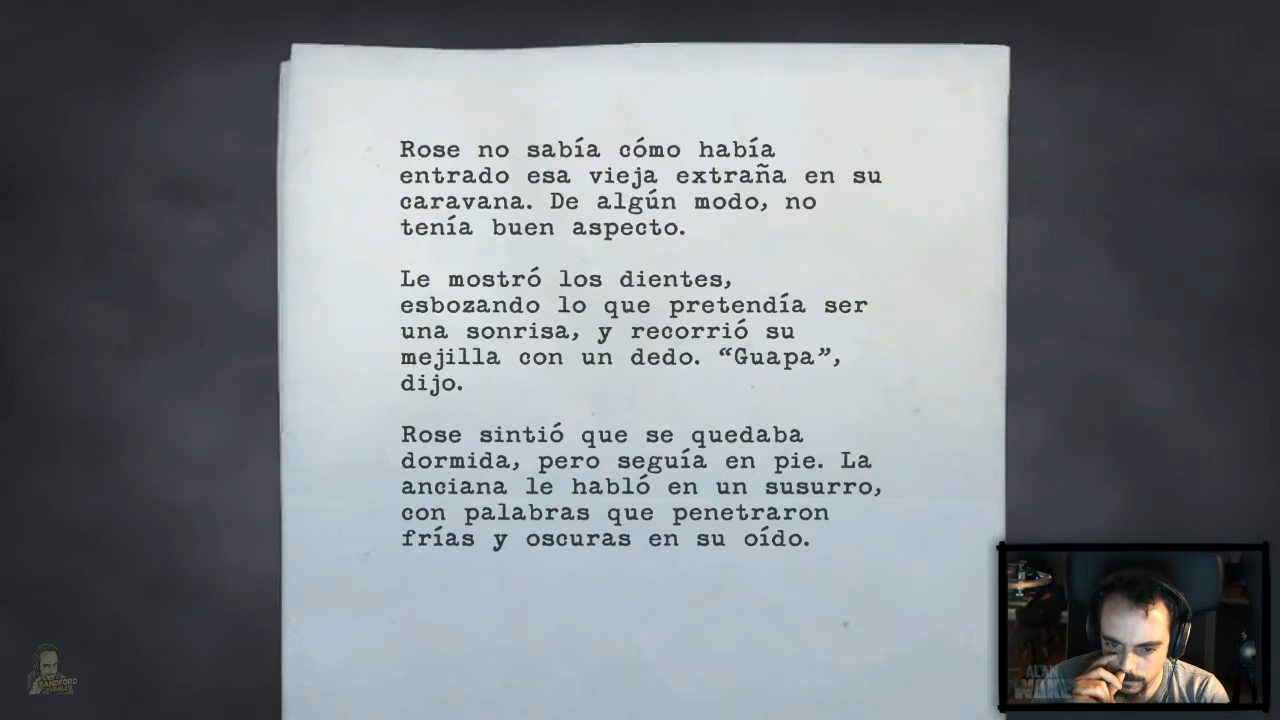 Rose no sabía cómo había
entrado esa vieja extraña en su
caravana. De algún modo, no
tenía buen aspecto.
Le mostró los dientes,
esbozando lo que pretendía ser
una sonrisa, y recorrió su
mejilla con un dedo. “Guapa”,
dijo.
Rose sintió que se quedaba
dormida, pero seguía en pie. La
anciana le habló en un susurro,
con palabras que penetraron
frías y oscuras en su oído.
ALAN
WAKE
SANDFORD